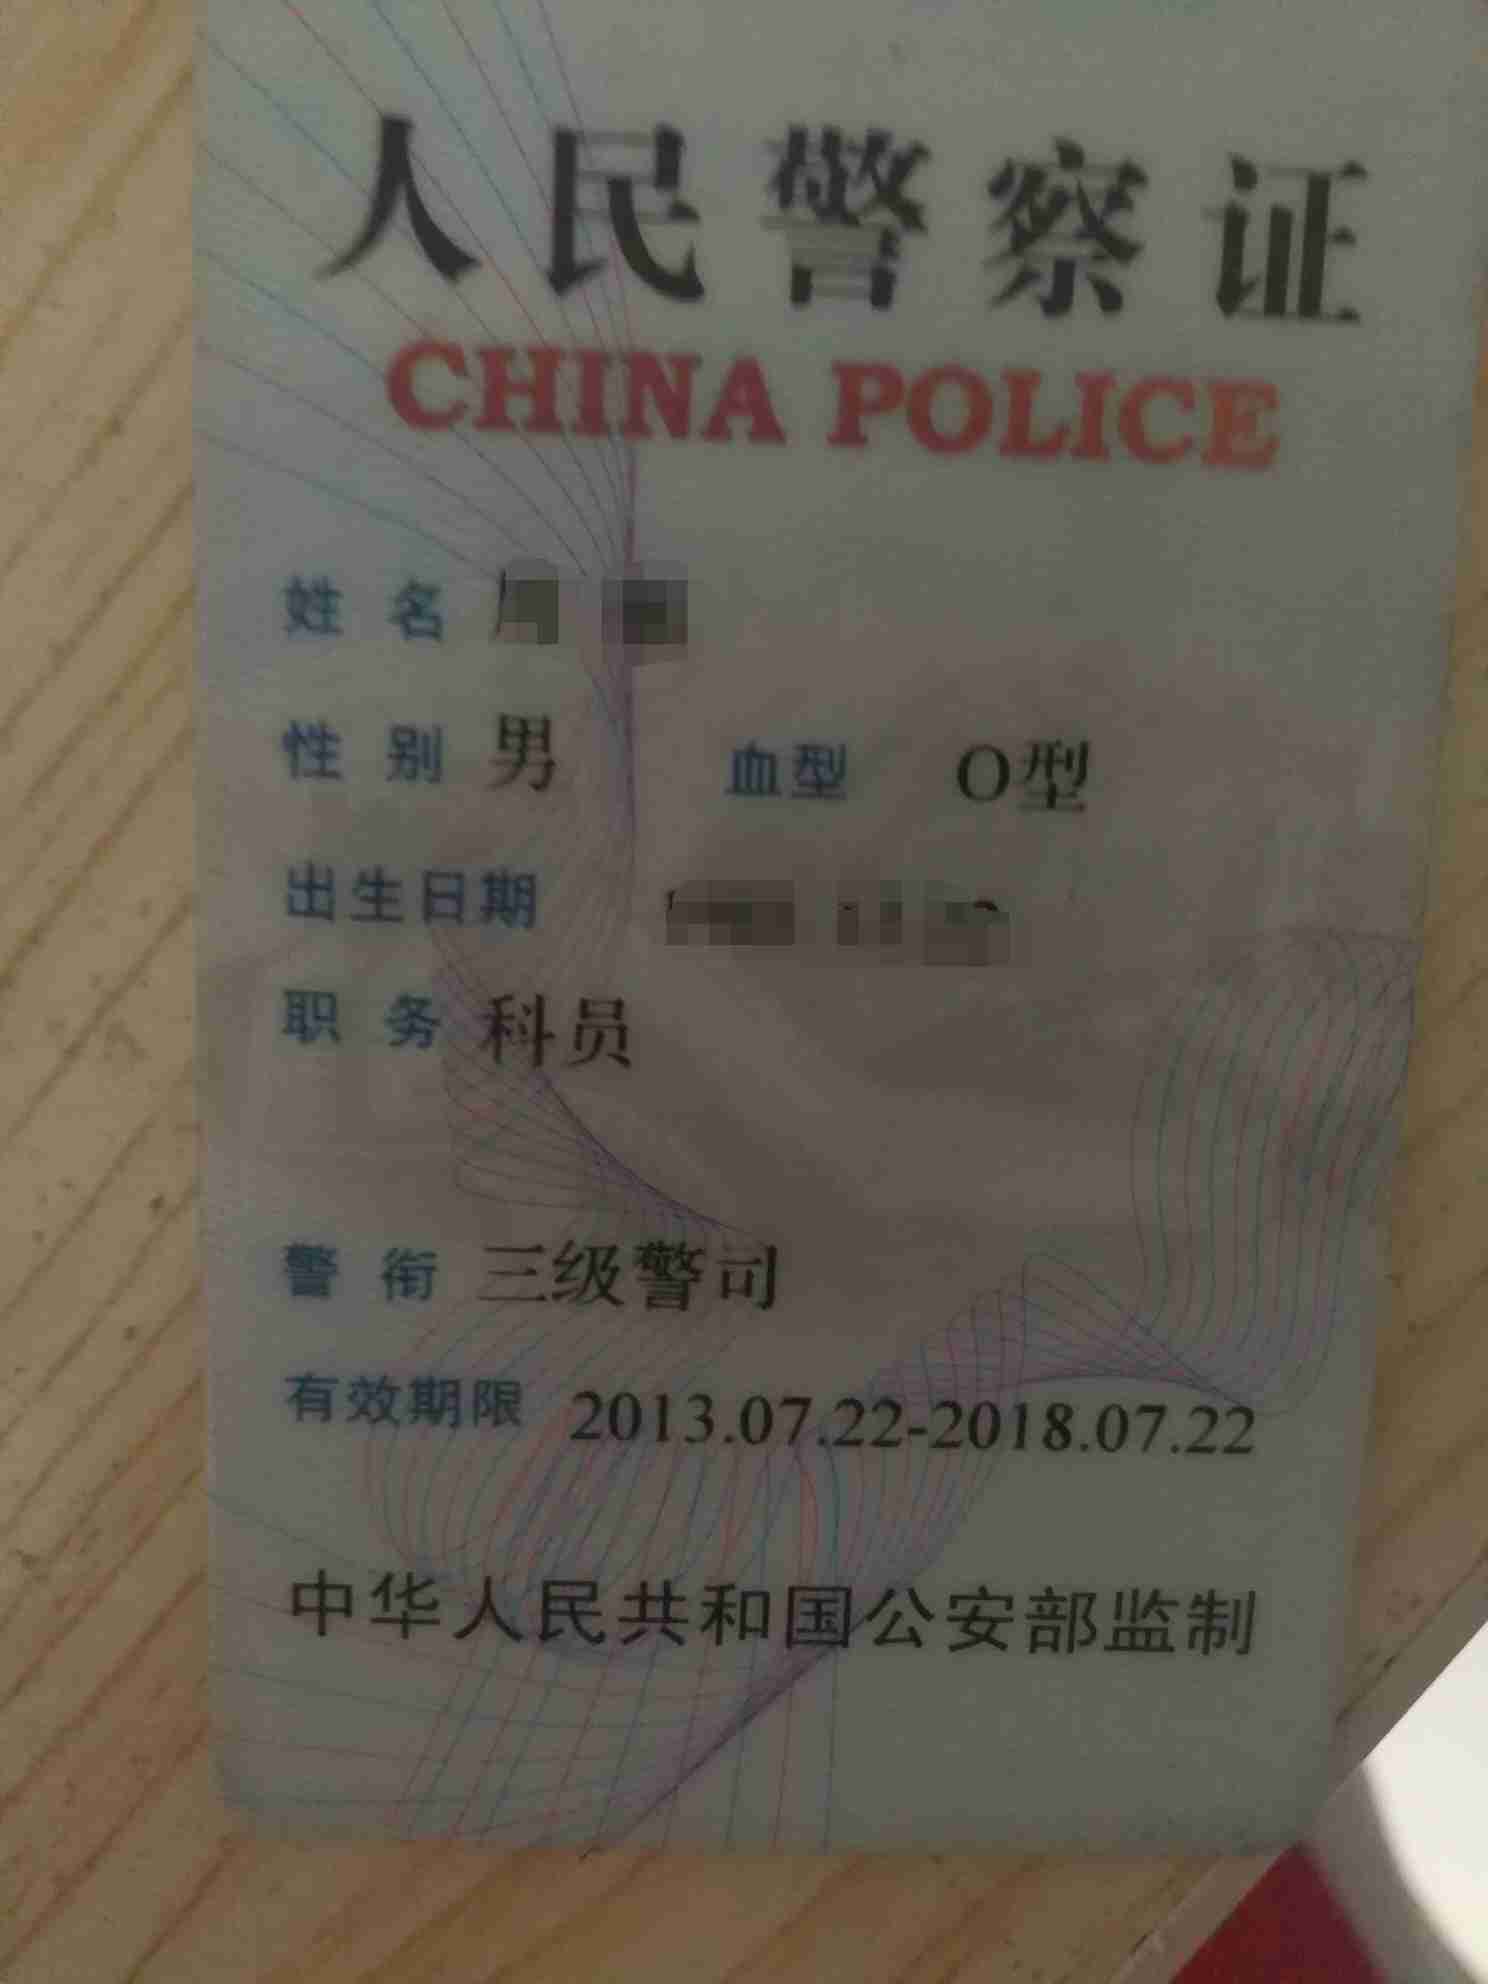 人民警察证
CHINA POLICE
姓名
性别 男 血型 O型
出生日期
职务 科员
警衔 三级警司
有效期限 2013.07.22-2018.07.22
中华人民共和国公安部监制